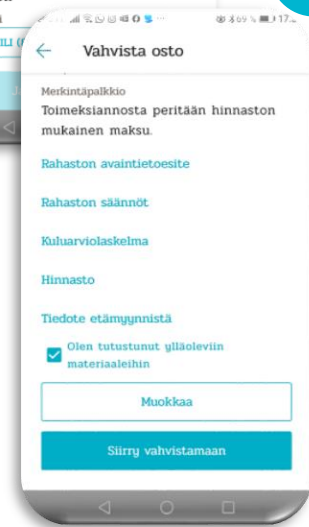 69 %
Vahvista osto
Merkintäpalkkio
Toimeksiannosta peritään hinnaston
mukainen maksu.
Rahaston avaintietoesite
Rahaston säännöt
Kuluarviolaskelma
Hinnasto
Tiedote etämyynnistä
Olen tutustunut ylläoleviin
materiaaleihin
Muokkaa
Siirry vahvistamaan